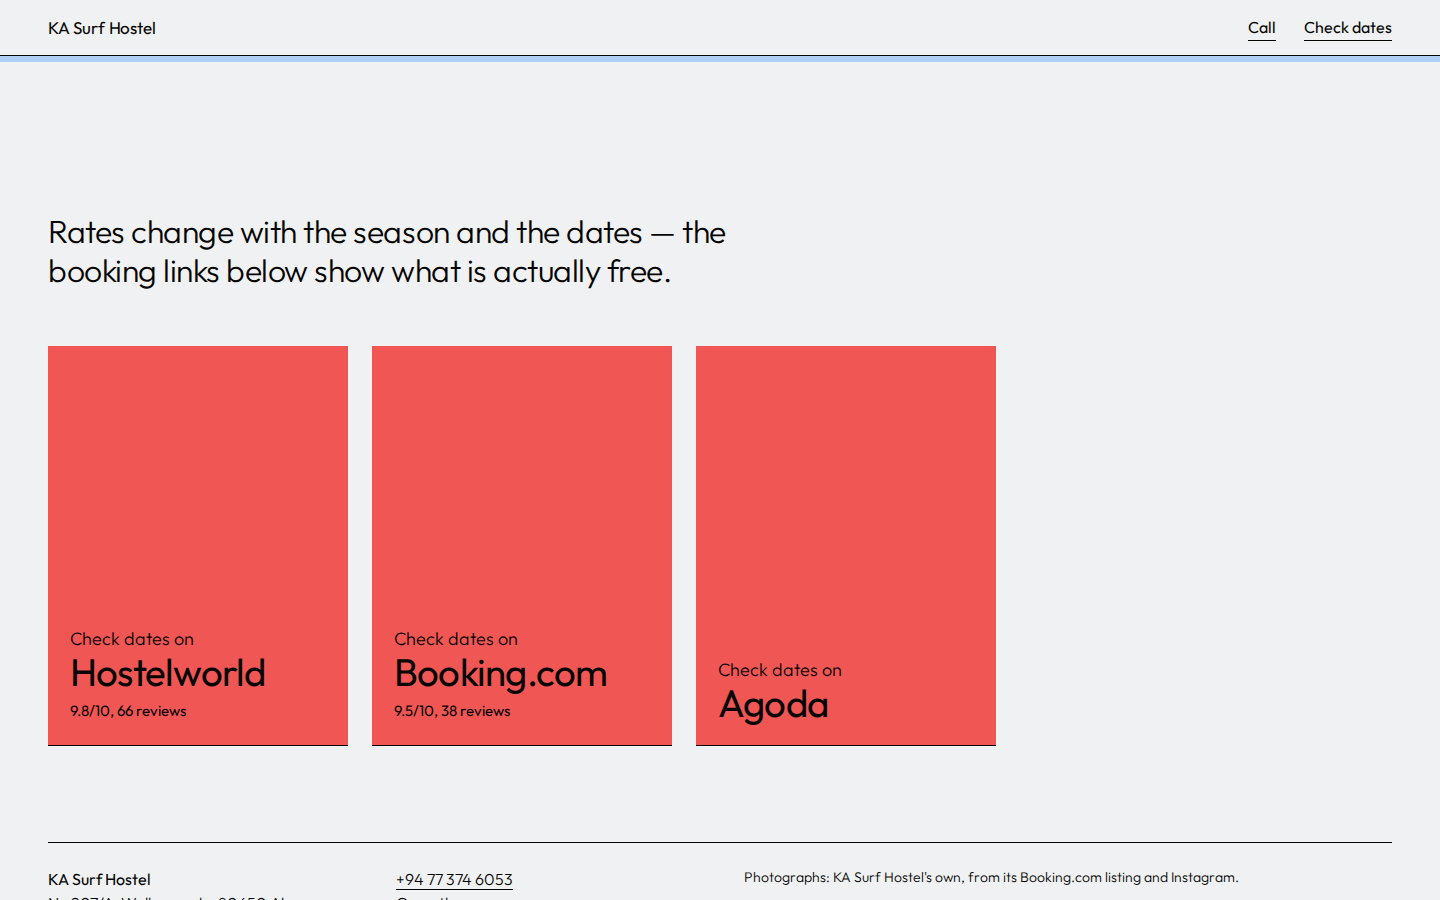 KA Surf Hostel
Call
Check dates
Rates change with the season and the dates — the
booking links below show what is actually free.
Check dates on
Hostelworld
9.8/10, 66 reviews
Check dates on
Booking.com
9.5/10, 38 reviews
Check dates on
Agoda
KA Surf Hostel
+94 77 374 6053
Photographs: KA Surf Hostel's own, from its Booking.com listing and Instagram.